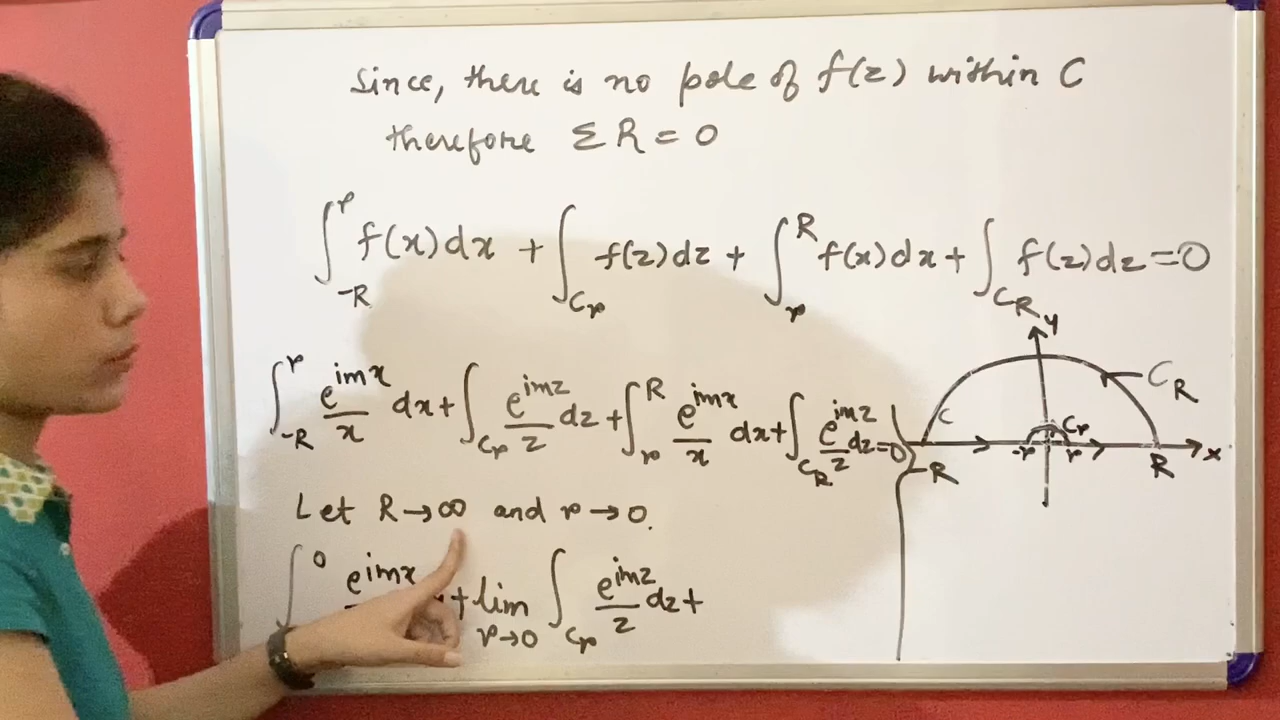 Since, there is no pole of f(z) within C
therefore Σ R = 0
∫_{-R}^{r} f(x)dx + ∫_{C_r} f(z)dz + ∫_{r}^{R} f(x)dx + ∫_{C_R} f(z)dz = 0
∫_{-R}^{r} e^{imx}/x dx + ∫_{C_r} e^{imz}/z dz + ∫_{r}^{R} e^{imx}/x dx + ∫_{C_R} e^{imz}/z dz = 0
Let R → ∞ and r → 0.
∫^{0} e^{imx} + lim_{r→0} ∫_{C_r} e^{imz}/z dz +
y
C_R
C
C_r
-R
-r
r
R
x